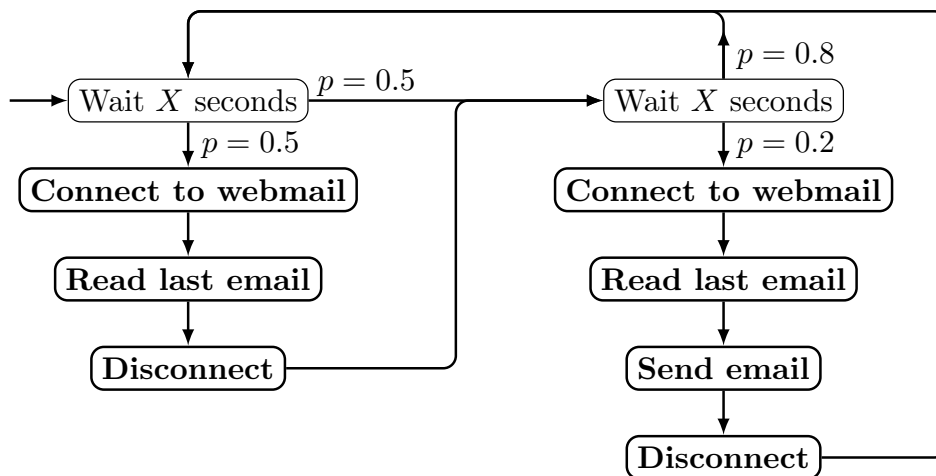 p = 0.8
Wait X seconds
p = 0.5
Wait X seconds
p = 0.5
p = 0.2
Connect to webmail
Connect to webmail
Read last email
Read last email
Disconnect
Send email
Disconnect